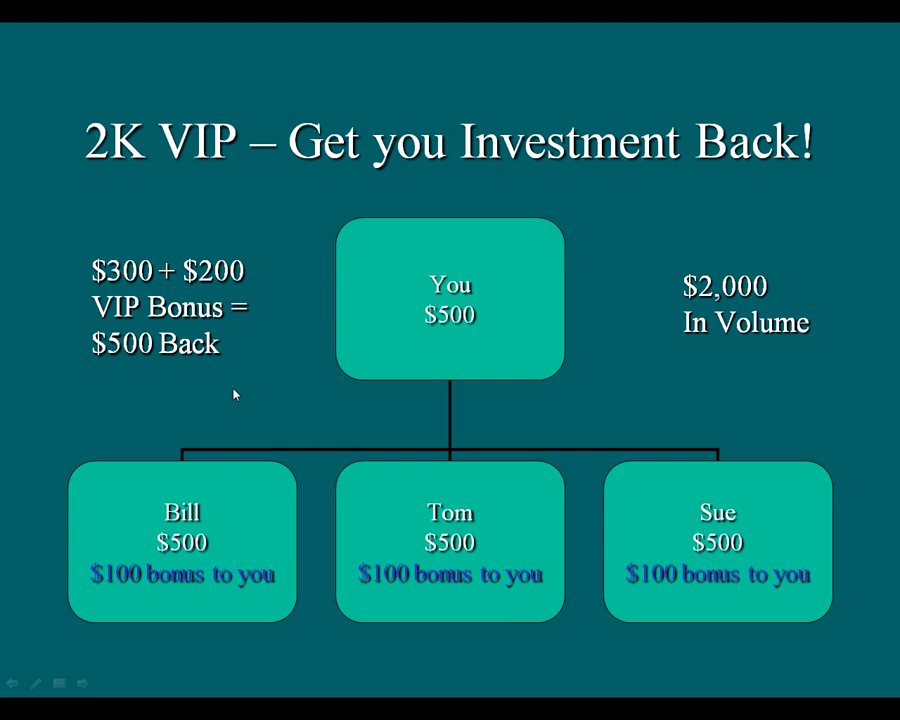 2K VIP – Get you Investment Back!
$300 + $200
VIP Bonus =
$500 Back
You
$500
$2,000
In Volume
Bill
$500
$100 bonus to you
Tom
$500
$100 bonus to you
Sue
$500
$100 bonus to you